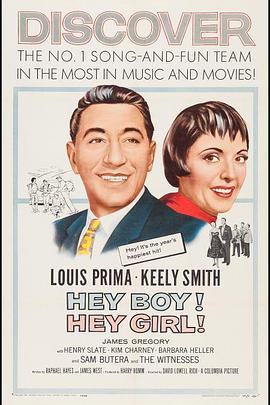 DISCOVER
THE NO. 1 SONG-AND-FUN TEAM
IN THE MOST IN MUSIC AND MOVIES!
Hey! it's the year's
happiest hit!
LOUIS PRIMA · KEELY SMITH
HEY BOY!
HEY GIRL!
JAMES GREGORY
with HENRY SLATE · KIM CHARNEY · BARBARA HELLER
and SAM BUTERA and THE WITNESSES
Written by RAPHAEL HAYES and JAMES WEST · Produced by HARRY ROMM · Directed by DAVID LOWELL RICH · A COLUMBIA PICTURE